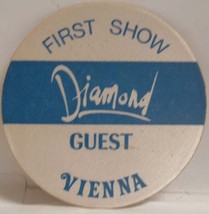 FIRST SHOW
Diamond
GUEST
VIENNA